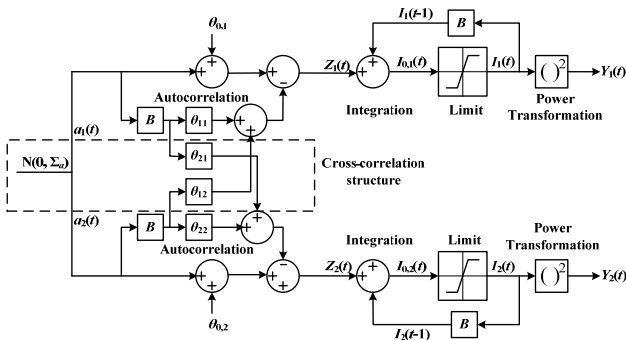 θ0,1
I1(t-1)
B
Z1(t)
I0,1(t)
I1(t)
( )2
Y1(t)
Autocorrelation
Integration
Limit
Power
Transformation
a1(t)
B
θ11
θ21
N(0, Σa)
Cross-correlation
structure
θ12
a2(t)
B
θ22
Autocorrelation
Integration
Limit
Power
Transformation
Z2(t)
I0,2(t)
I2(t)
( )2
Y2(t)
θ0,2
I2(t-1)
B